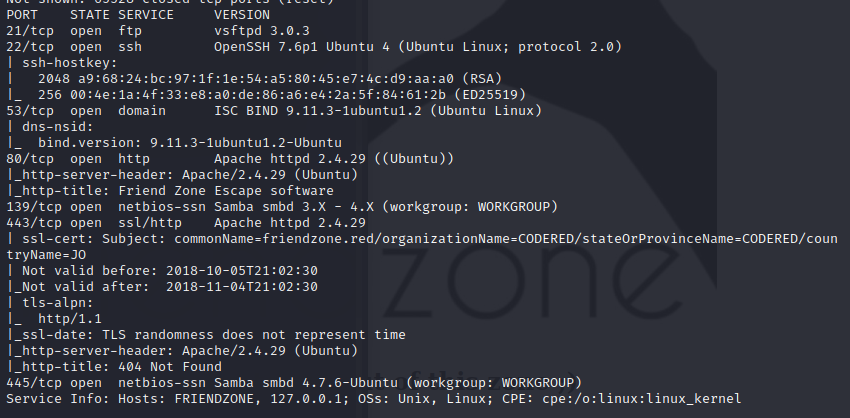 Not shown: 65528 closed tcp ports (reset)
PORT    STATE SERVICE     VERSION
21/tcp  open  ftp         vsftpd 3.0.3
22/tcp  open  ssh         OpenSSH 7.6p1 Ubuntu 4 (Ubuntu Linux; protocol 2.0)
| ssh-hostkey:
|   2048 a9:68:24:bc:97:1f:1e:54:a5:80:45:e7:4c:d9:aa:a0 (RSA)
|_  256 00:4e:1a:4f:33:e8:a0:de:86:a6:e4:2a:5f:84:61:2b (ED25519)
53/tcp  open  domain      ISC BIND 9.11.3-1ubuntu1.2 (Ubuntu Linux)
| dns-nsid:
|_  bind.version: 9.11.3-1ubuntu1.2-Ubuntu
80/tcp  open  http        Apache httpd 2.4.29 ((Ubuntu))
|_http-server-header: Apache/2.4.29 (Ubuntu)
|_http-title: Friend Zone Escape software
139/tcp open  netbios-ssn Samba smbd 3.X - 4.X (workgroup: WORKGROUP)
443/tcp open  ssl/http    Apache httpd 2.4.29
| ssl-cert: Subject: commonName=friendzone.red/organizationName=CODERED/stateOrProvinceName=CODERED/coun
tryName=JO
| Not valid before: 2018-10-05T21:02:30
|_Not valid after:  2018-11-04T21:02:30
| tls-alpn:
|_  http/1.1
|_ssl-date: TLS randomness does not represent time
|_http-server-header: Apache/2.4.29 (Ubuntu)
|_http-title: 404 Not Found
445/tcp open  netbios-ssn Samba smbd 4.7.6-Ubuntu (workgroup: WORKGROUP)
Service Info: Hosts: FRIENDZONE, 127.0.0.1; OSs: Unix, Linux; CPE: cpe:/o:linux:linux_kernel
zone